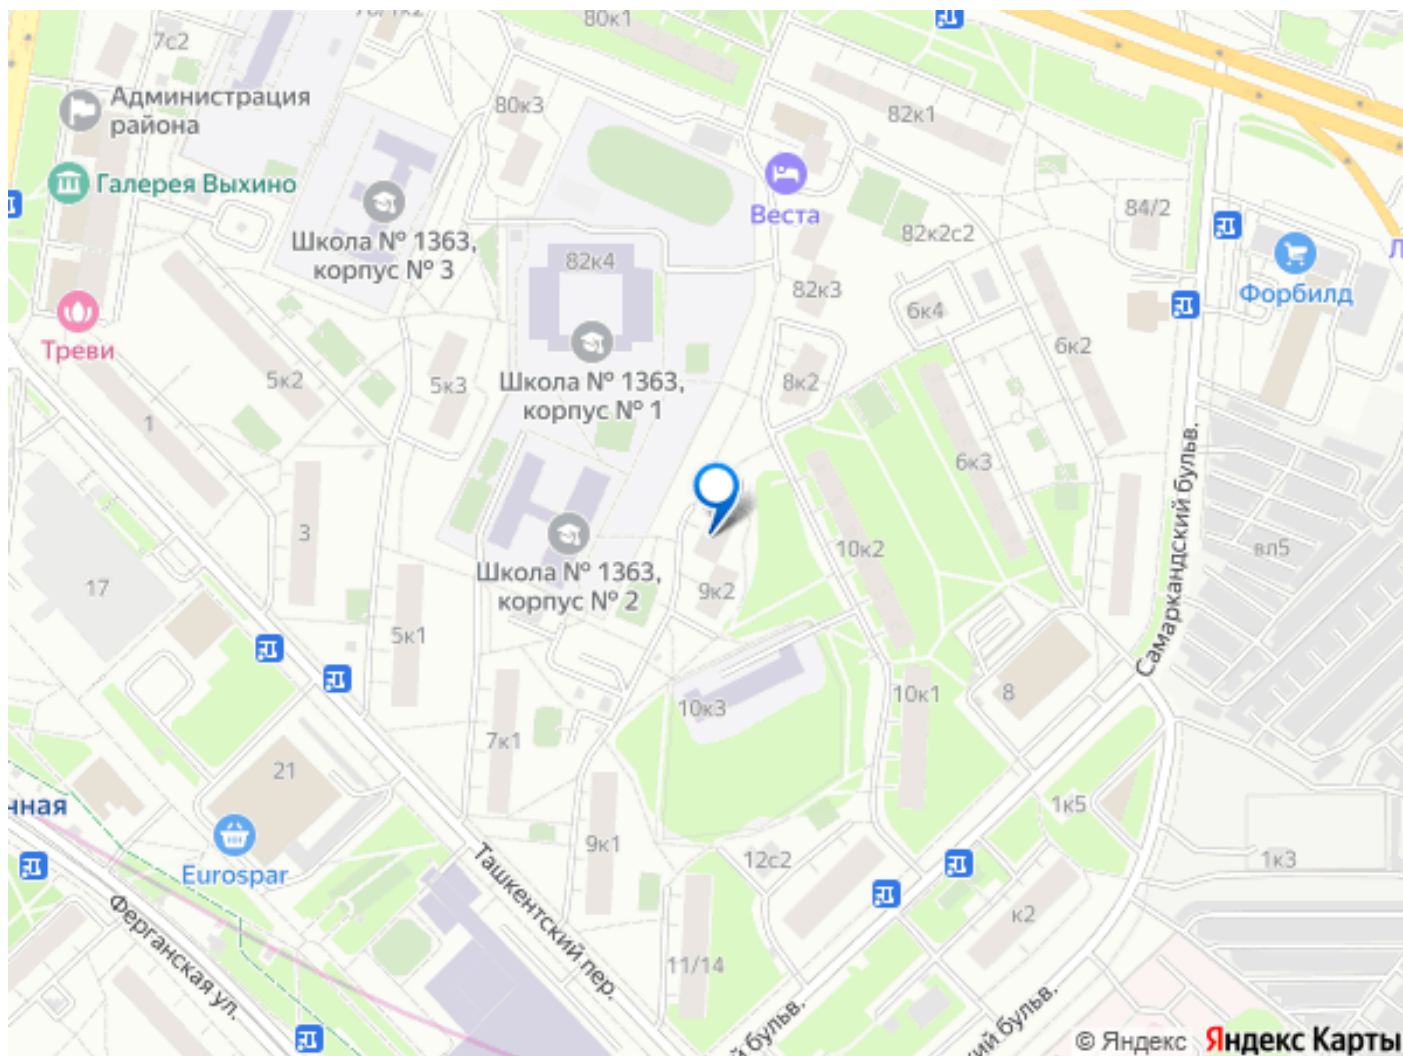 80к1
7с2
Администрация
района
80к3
82к1
Галерея Выхино
Веста
84/2
Школа № 1363,
корпус № 3
82к4
82к2с2
82к3
Форбилд
6к4
Треви
6к2
5к2
5к3
Школа № 1363,
корпус № 1
8к2
1
6к3
Самаркандский бульв.
3
10к2
вл5
17
Школа № 1363,
корпус № 2
9к2
5к1
10к3
10к1
8
7к1
21
чная
1к5
9к1
12с2
1к3
Eurospar
Ташкентский пер.
Ферганская ул.
к2
11/14
й бульв.
кий бульв.
© Яндекс Яндекс Карты